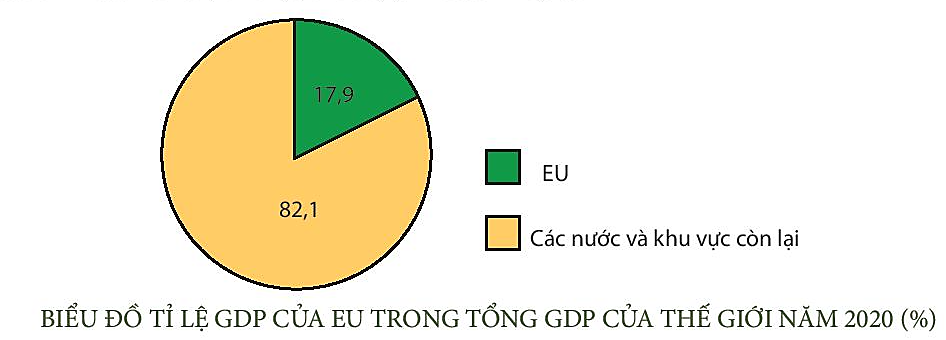 17,9
82,1
EU
Các nước và khu vực còn lại
BIỂU ĐỒ TỈ LỆ GDP CỦA EU TRONG TỔNG GDP CỦA THẾ GIỚI NĂM 2020 (%)